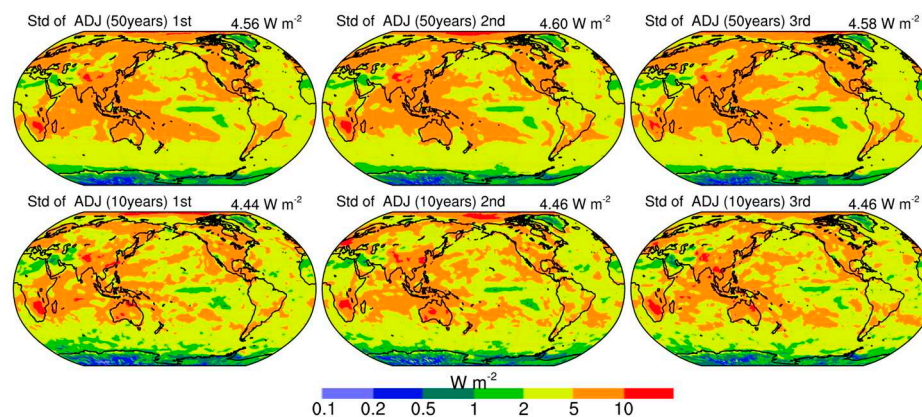 Std of ADJ (50years) 1st 4.56 W m-2
Std of ADJ (50years) 2nd 4.60 W m-2
Std of ADJ (50years) 3rd 4.58 W m-2
Std of ADJ (10years) 1st 4.44 W m-2
Std of ADJ (10years) 2nd 4.46 W m-2
Std of ADJ (10years) 3rd 4.46 W m-2
W m-2
0.1 0.2 0.5 1 2 5 10